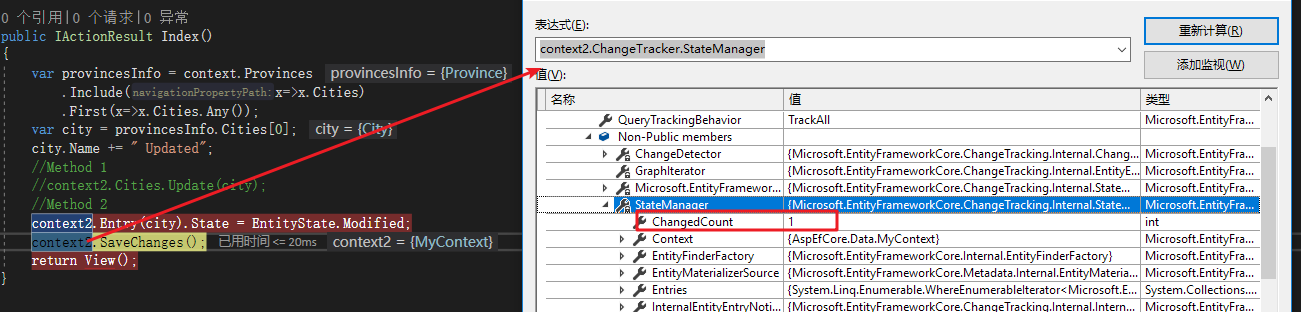 0 个引用|0 个请求|0 异常
public IActionResult Index()
{
var provincesInfo = context.Provinces provincesInfo = {Province}
.Include(navigationPropertyPath:x=>x.Cities)
.First(x=>x.Cities.Any());
var city = provincesInfo.Cities[0]; city = {City}
city.Name += " Updated";
//Method 1
//context2.Cities.Update(city);
//Method 2
context2.Entry(city).State = EntityState.Modified;
context2.SaveChanges(); 已用时间 <= 20ms context2 = {MyContext}
return View();
}
表达式(E):
context2.ChangeTracker.StateManager
重新计算(R)
添加监视(W)
值(V):
名称 值 类型
QueryTrackingBehavior TrackAll Microsoft.EntityFra...
Non-Public members
ChangeDetector {Microsoft.EntityFrameworkCore.ChangeTracking.Internal.Chang... Microsoft.EntityFra...
GraphIterator {Microsoft.EntityFrameworkCore.ChangeTracking.Internal.EntityE... Microsoft.EntityFra...
Microsoft.EntityFramewor... {Microsoft.EntityFrameworkCore.ChangeTracking.Internal.State... Microsoft.EntityFra...
StateManager {Microsoft.EntityFrameworkCore.ChangeTracking.Internal.State... Microsoft.EntityFra...
ChangedCount 1 int
Context {AspEfCore.Data.MyContext} Microsoft.EntityFra...
EntityFinderFactory {Microsoft.EntityFrameworkCore.Internal.EntityFinderFactory} Microsoft.EntityFra...
EntityMaterializerSource {Microsoft.EntityFrameworkCore.Metadata.Internal.EntityMateria... Microsoft.EntityFra...
Entries {System.Linq.Enumerable.WhereEnumerableIterator<Microsoft.E... System.Collections....
InternalEntityEntryNoti... {Microsoft.EntityFrameworkCore.ChangeTracking.Internal.Intern... Microsoft.EntityFra...